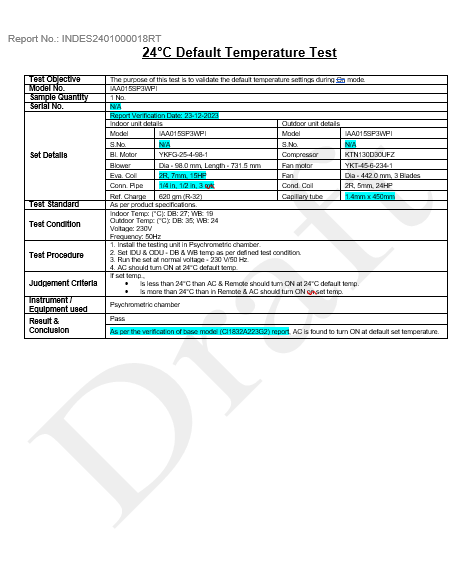 Report No.: INDES2401000018RT
24°C Default Temperature Test
Test Objective The purpose of this test is to validate the default temperature settings during On mode.
Model No. IAA015SP3WPI
Sample Quantity 1 No.
Serial No. N/A
Set Details
Report Verification Date: 23-12-2023
Indoor unit details Outdoor unit details
Model IAA015SP3WPI Model IAA015SP3WPI
S.No. N/A S.No. N/A
Bl. Motor YKFG-25-4-98-1 Compressor KTN130D30UFZ
Blower Dia - 98.0 mm, Length - 731.5 mm Fan motor YKT-45-6-234-1
Eva. Coil 2R, 7mm, 15HP Fan Dia - 442.0 mm, 3 Blades
Conn. Pipe 1/4 in, 1/2 in, 3 Cond. Coil 2R, 5mm, 24HP
Ref. Charge 620 gm (R-32) Capillary tube 1.4mm x 450mm
Test Standard As per product specifications.
Test Condition
Indoor Temp: (°C): DB: 27; WB: 19
Outdoor Temp: (°C): DB: 35; WB: 24
Voltage: 230V
Frequency: 50Hz
Test Procedure
1. Install the testing unit in Psychrometric chamber.
2. Set IDU & ODU - DB & WB temp as per defined test condition.
3. Run the set at normal voltage - 230 V/50 Hz.
4. AC should turn ON at 24°C default temp.
Judgement Criteria
If set temp.,
• Is less than 24°C than AC & Remote should turn ON at 24°C default temp.
• Is more than 24°C than in Remote & AC should turn ON set temp.
Instrument / Equipment used
Psychrometric chamber
Result & Conclusion
Pass
As per the verification of base model (CI1832A223G2) report, AC is found to turn ON at default set temperature.
Draft